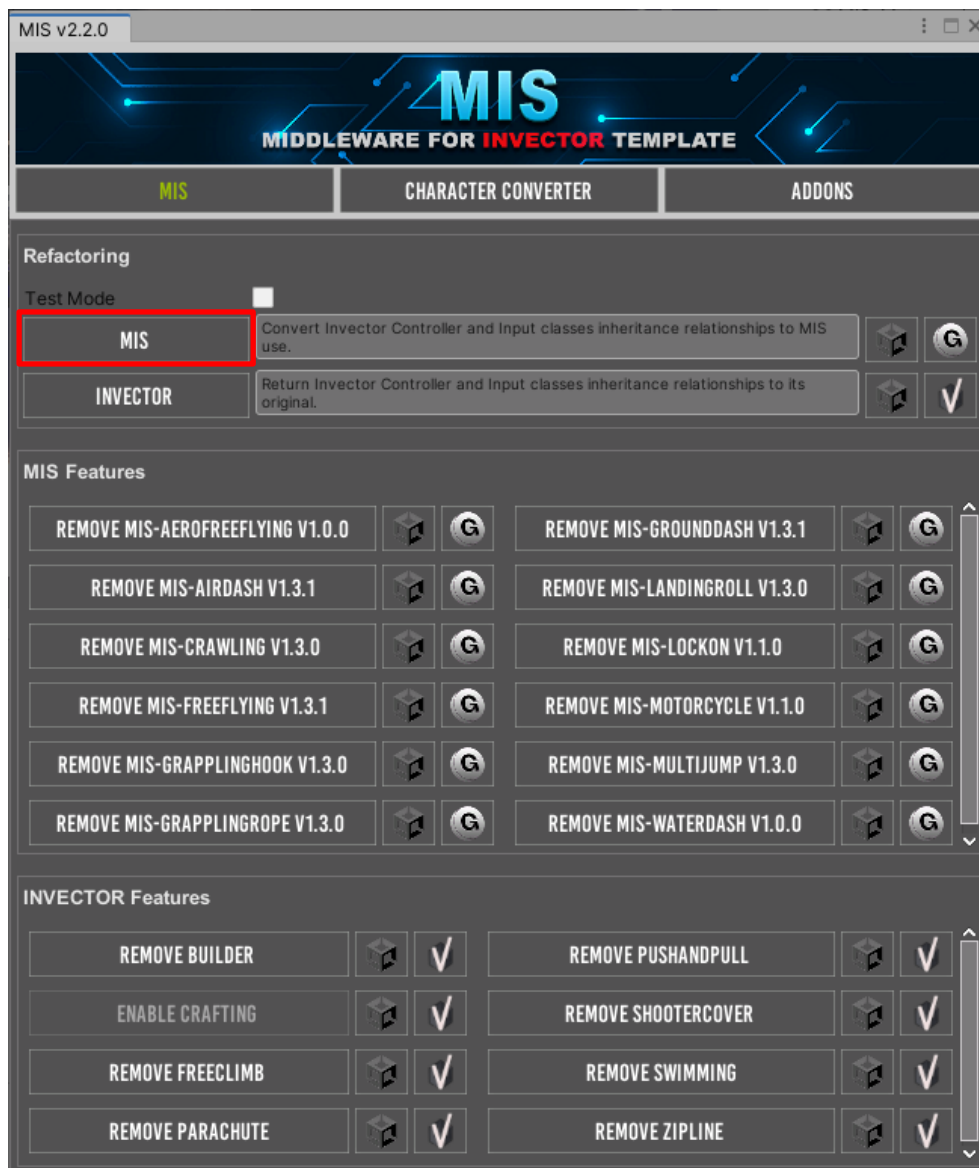 MIS v2.2.0
MIS
MIDDLEWARE FOR INVECTOR TEMPLATE
MIS
CHARACTER CONVERTER
ADDONS
Refactoring
Test Mode
MIS
Convert Invector Controller and Input classes inheritance relationships to MIS
use.
G
INVECTOR
Return Invector Controller and Input classes inheritance relationships to its
original.
MIS Features
REMOVE MIS-AEROFREEFLYING V1.0.0
G
REMOVE MIS-GROUNDDASH V1.3.1
G
REMOVE MIS-AIRDASH V1.3.1
G
REMOVE MIS-LANDINGROLL V1.3.0
G
REMOVE MIS-CRAWLING V1.3.0
G
REMOVE MIS-LOCKON V1.1.0
G
REMOVE MIS-FREEFLYING V1.3.1
G
REMOVE MIS-MOTORCYCLE V1.1.0
G
REMOVE MIS-GRAPPLINGHOOK V1.3.0
G
REMOVE MIS-MULTIJUMP V1.3.0
G
REMOVE MIS-GRAPPLINGROPE V1.3.0
G
REMOVE MIS-WATERDASH V1.0.0
G
INVECTOR Features
REMOVE BUILDER
REMOVE PUSHANDPULL
ENABLE CRAFTING
REMOVE SHOOTERCOVER
REMOVE FREECLIMB
REMOVE SWIMMING
REMOVE PARACHUTE
REMOVE ZIPLINE